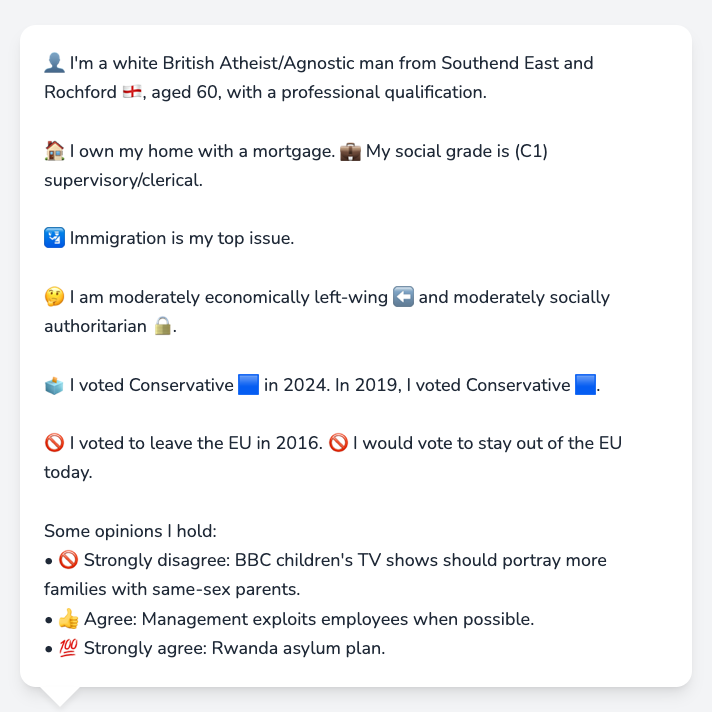 👤 I'm a white British Atheist/Agnostic man from Southend East and
Rochford 🏴󠁧󠁢󠁥󠁮󠁧󠁿, aged 60, with a professional qualification.
🏠 I own my home with a mortgage. 💼 My social grade is (C1)
supervisory/clerical.
🛂 Immigration is my top issue.
🤔 I am moderately economically left-wing ⬅️ and moderately socially
authoritarian 🔒.
🗳️ I voted Conservative 🟦 in 2024. In 2019, I voted Conservative 🟦.
🚫 I voted to leave the EU in 2016. 🚫 I would vote to stay out of the EU
today.
Some opinions I hold:
• 🚫 Strongly disagree: BBC children's TV shows should portray more
families with same-sex parents.
• 👍 Agree: Management exploits employees when possible.
• 💯 Strongly agree: Rwanda asylum plan.